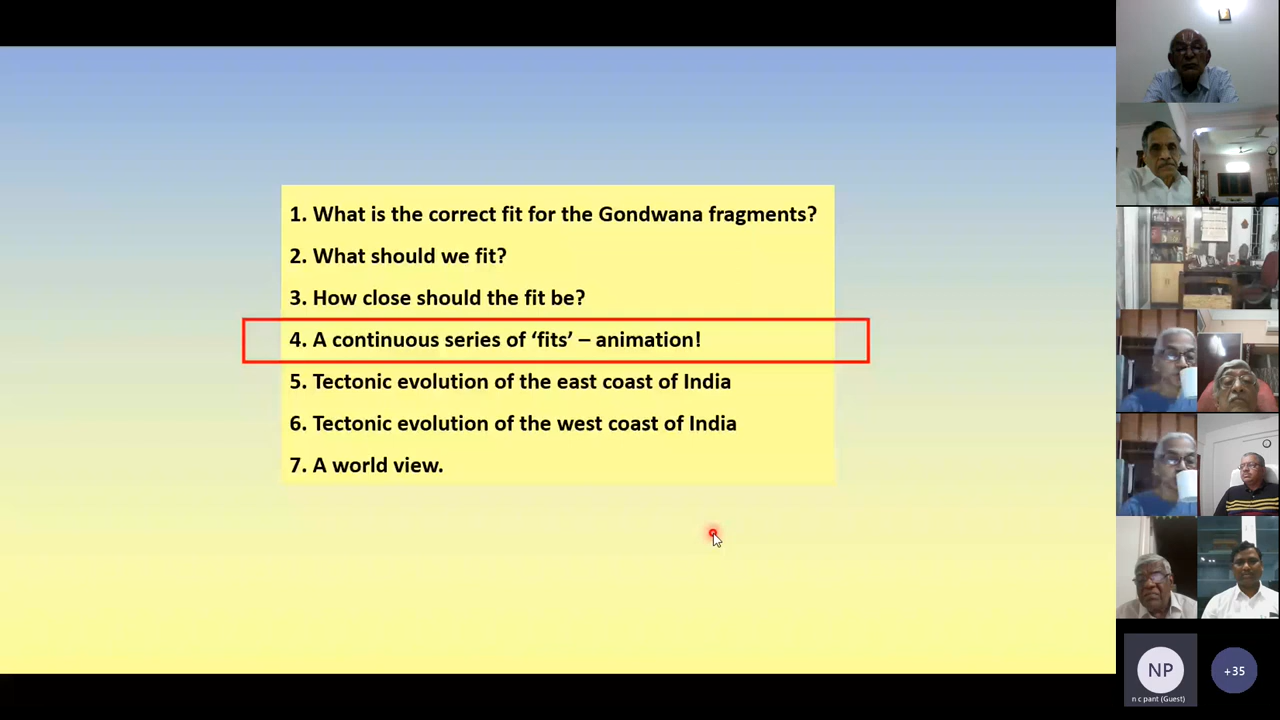 1. What is the correct fit for the Gondwana fragments?
2. What should we fit?
3. How close should the fit be?
4. A continuous series of ‘fits’ – animation!
5. Tectonic evolution of the east coast of India
6. Tectonic evolution of the west coast of India
7. A world view.
NP
n c pant (Guest)
+35